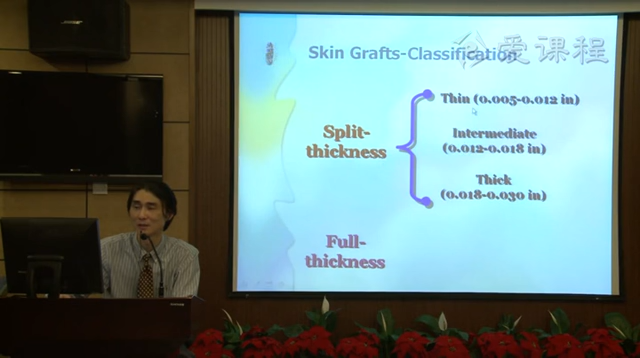 Skin Grafts-Classification
爱课程
Thin (0.005-0.012 in)
Split-
thickness
Intermediate
(0.012-0.018 in)
Thick
(0.018-0.030 in)
Full-
thickness